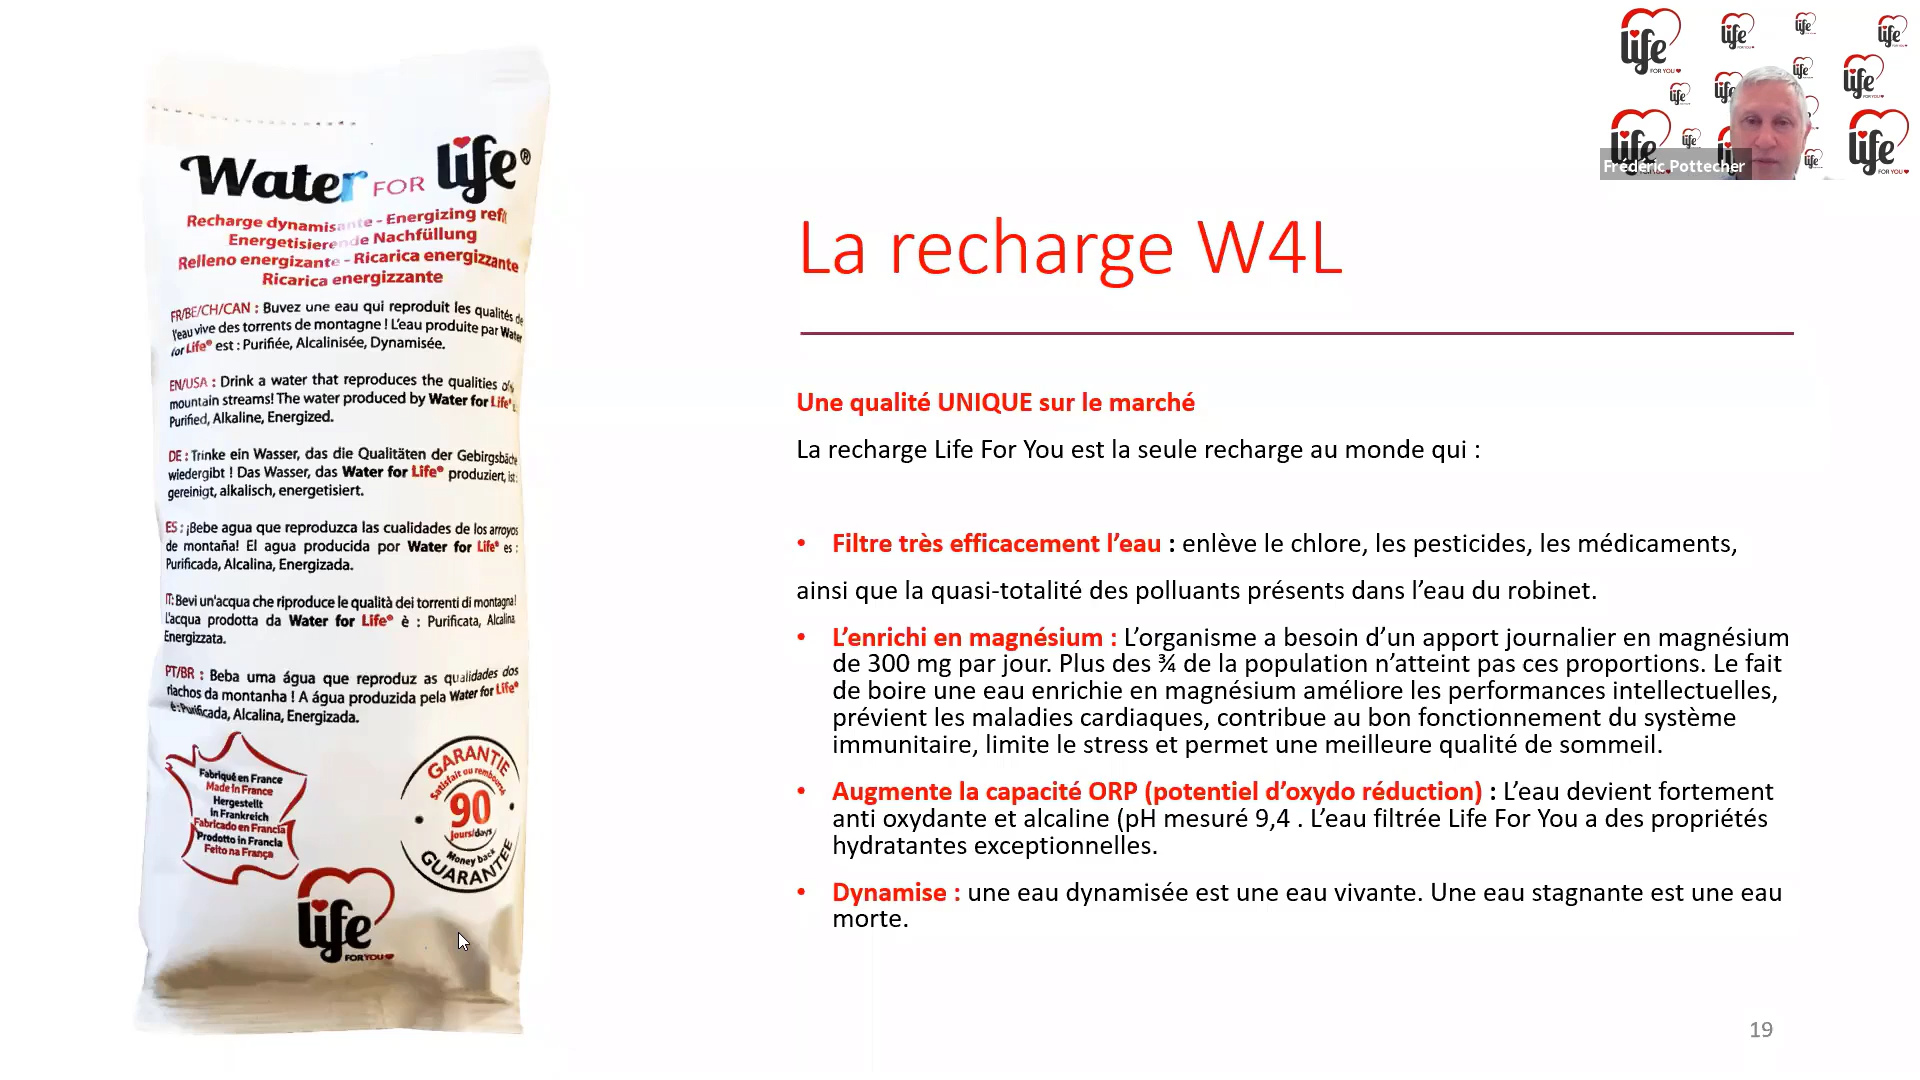 Water FOR life®
Recharge dynamisante - Energizing refi
Energetisierende Nachfüllung
Relleno energizante - Ricarica energizzante
Ricarica energizzante
FR/BE/CH/CAN : Buvez une eau qui reproduit les qualités de
l'eau vive des torrents de montagne ! L'eau produite par Water
for Life® est : Purifiée, Alcalinisée, Dynamisée.
EN/USA : Drink a water that reproduces the qualities of
mountain streams! The water produced by Water for Life®
Purified, Alkaline, Energized.
DE : Trinke ein Wasser, das die Qualitäten der Gebirgsbäche
wiedergibt ! Das Wasser, das Water for Life® produziert, ist:
gereinigt, alkalisch, energetisiert.
ES : ¡Bebe agua que reproduzca las cualidades de los arroyos
de montaña! El agua producida por Water for Life® es :
Purificada, Alcalina, Energizada.
IT: Bevi un'acqua che riproduce le qualità dei torrenti di montagna!
L'acqua prodotta da Water for Life® è : Purificata, Alcalina
Energizzata.
PT/BR : Beba uma água que reproduz as qualidades dos
riachos da montanha ! A água produzida pela Water for Life®
è : Purificada, Alcalina, Energizada.
Fabriqué en France
Made in France
Hergestellt
in Frankreich
Fabricado en Francia
Prodotto in Francia
Feito na França
GARANTIE
Satisfait ou remboursé
90
Jours/days
Money back
GUARANTEE
life
FOR YOU
life
FOR YOU
Frédéric Pottecher
La recharge W4L
Une qualité UNIQUE sur le marché
La recharge Life For You est la seule recharge au monde qui :
• Filtre très efficacement l’eau : enlève le chlore, les pesticides, les médicaments,
ainsi que la quasi-totalité des polluants présents dans l’eau du robinet.
• L’enrichi en magnésium : L’organisme a besoin d’un apport journalier en magnésium
de 300 mg par jour. Plus des ¾ de la population n’atteint pas ces proportions. Le fait
de boire une eau enrichie en magnésium améliore les performances intellectuelles,
prévient les maladies cardiaques, contribue au bon fonctionnement du système
immunitaire, limite le stress et permet une meilleure qualité de sommeil.
• Augmente la capacité ORP (potentiel d’oxydo réduction) : L’eau devient fortement
anti oxydante et alcaline (pH mesuré 9,4 . L’eau filtrée Life For You a des propriétés
hydratantes exceptionnelles.
• Dynamise : une eau dynamisée est une eau vivante. Une eau stagnante est une eau
morte.
19